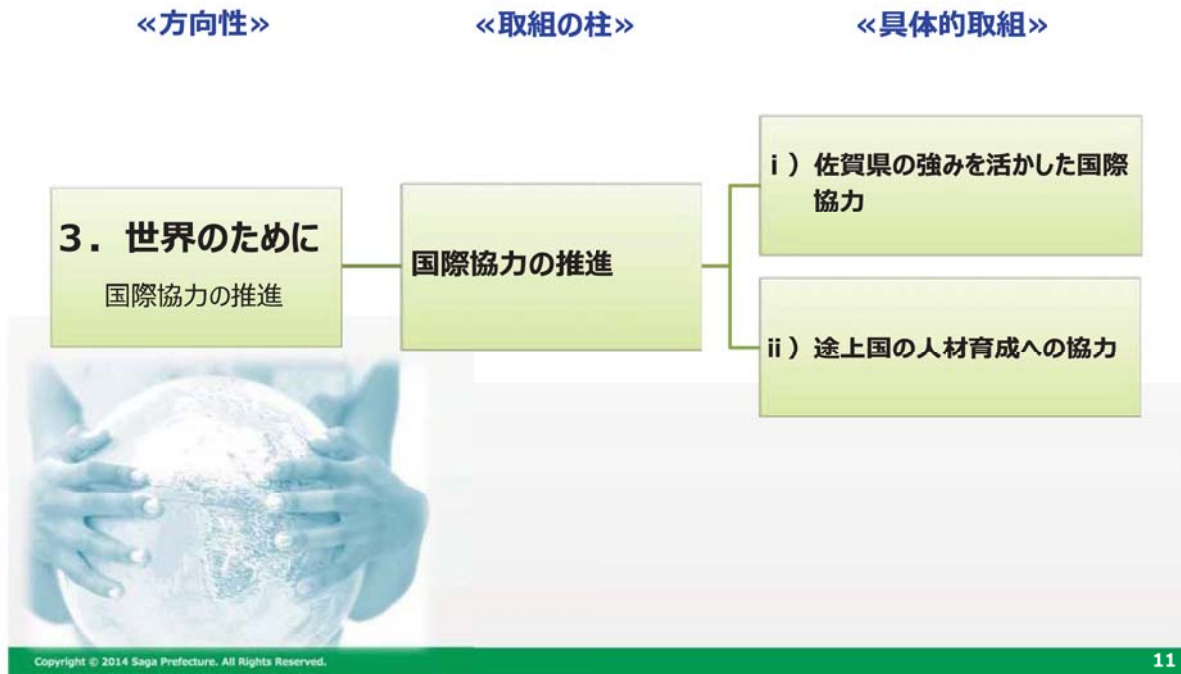 ≪方向性≫
≪取組の柱≫
≪具体的取組≫
3．世界のために
国際協力の推進
国際協力の推進
ⅰ）佐賀県の強みを活かした国際
協力
ⅱ）途上国の人材育成への協力
Copyright © 2014 Saga Prefecture. All Rights Reserved.
11